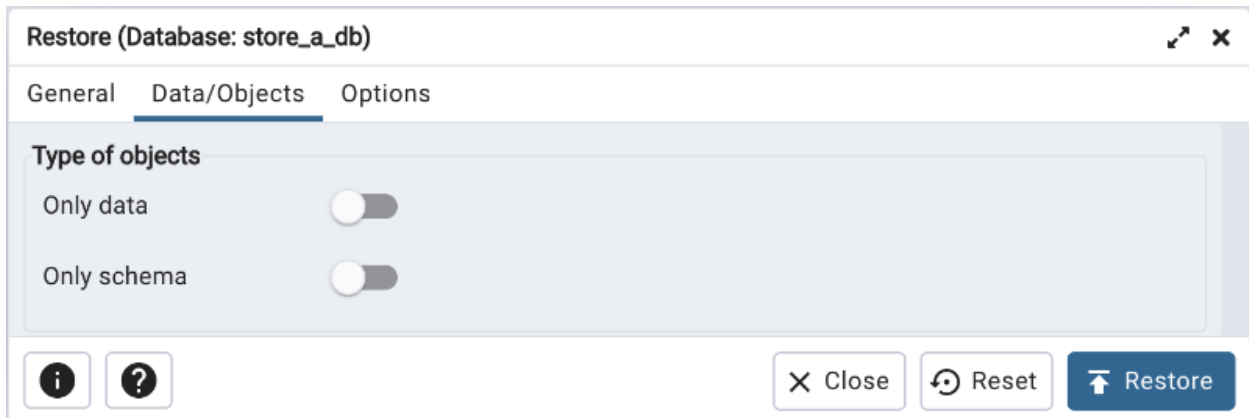 Restore (Database: store_a_db)
General Data/Objects Options
Type of objects
Only data
Only schema
Close Reset Restore